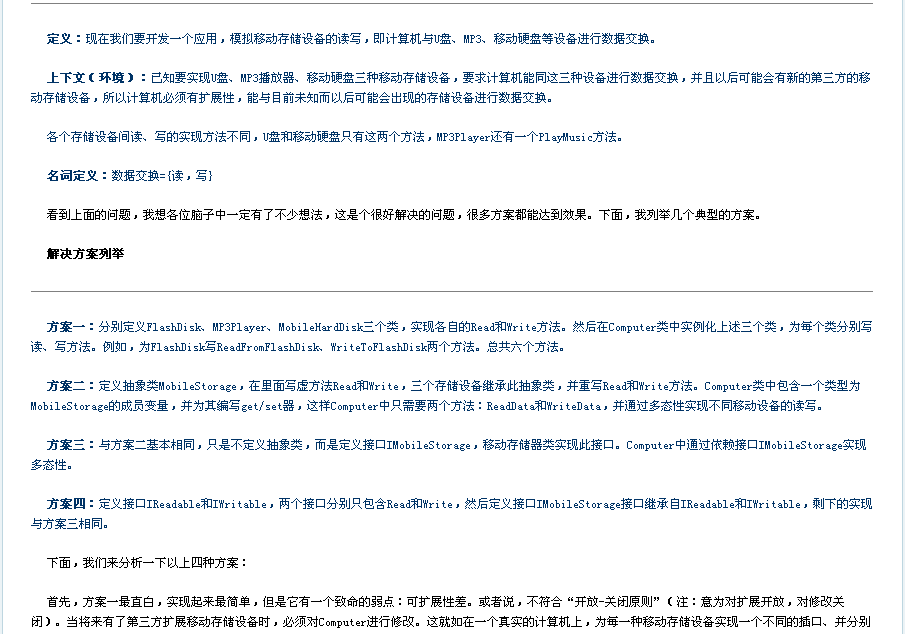 定义：现在我们要开发一个应用，模拟移动存储设备的读写，即计算机与U盘、MP3、移动硬盘等设备进行数据交换。
上下文（环境）：已知要实现U盘、MP3播放器、移动硬盘三种移动存储设备，要求计算机能同这三种设备进行数据交换，并且以后可能会有新的第三方的移
动存储设备，所以计算机必须有扩展性，能与目前未知而以后可能会出现的存储设备进行数据交换。
各个存储设备间读、写的实现方法不同，U盘和移动硬盘只有这两个方法，MP3Player还有一个PlayMusic方法。
名词定义：数据交换={读，写}
看到上面的问题，我想各位脑子中一定有了不少想法，这是个很好解决的问题，很多方案都能达到效果。下面，我列举几个典型的方案。
解决方案列举
方案一：分别定义FlashDisk、MP3Player、MobileHardDisk三个类，实现各自的Read和Write方法。然后在Computer类中实例化上述三个类，为每个类分别写
读、写方法。例如，为FlashDisk写ReadFromFlashDisk、WriteToFlashDisk两个方法。总共六个方法。
方案二：定义抽象类MobileStorage，在里面写虚方法Read和Write，三个存储设备继承此抽象类，并重写Read和Write方法。Computer类中包含一个类型为
MobileStorage的成员变量，并为其编写get/set器，这样Computer中只需要两个方法：ReadData和WriteData，并通过多态性实现不同移动设备的读写。
方案三：与方案二基本相同，只是不定义抽象类，而是定义接口IMobileStorage，移动存储器类实现此接口。Computer中通过依赖接口IMobileStorage实现
多态性。
方案四：定义接口IReadable和IWritable，两个接口分别只包含Read和Write，然后定义接口IMobileStorage接口继承自IReadable和IWritable，剩下的实现
与方案三相同。
下面，我们来分析一下以上四种方案：
首先，方案一最直白，实现起来最简单，但是它有一个致命的弱点：可扩展性差。或者说，不符合“开放-关闭原则”（注：意为对扩展开放，对修改关
闭）。当将来有了第三方扩展移动存储设备时，必须对Computer进行修改。这就如在一个真实的计算机上，为每一种移动存储设备实现一个不同的插口、并分别